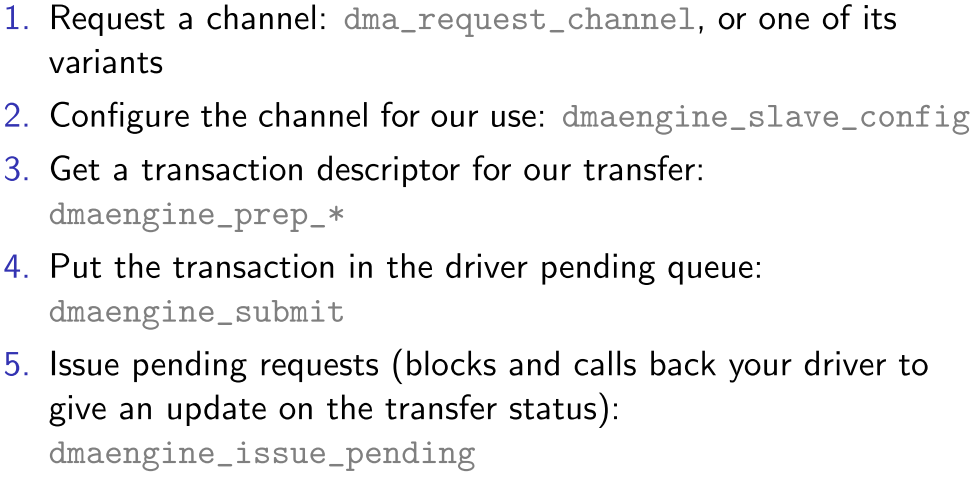 1. Request a channel: dma_request_channel, or one of its
variants
2. Configure the channel for our use: dmaengine_slave_config
3. Get a transaction descriptor for our transfer:
dmaengine_prep_*
4. Put the transaction in the driver pending queue:
dmaengine_submit
5. Issue pending requests (blocks and calls back your driver to
give an update on the transfer status):
dmaengine_issue_pending